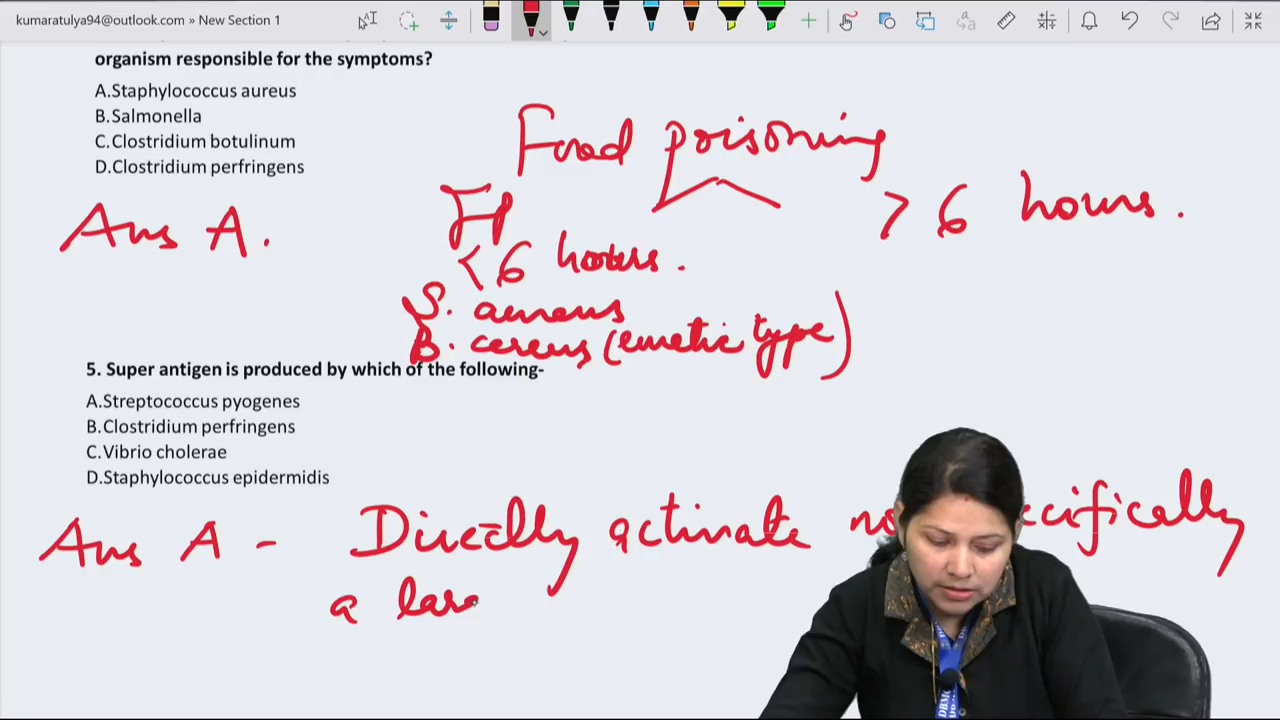 kumaratulya94@outlook.com » New Section 1
organism responsible for the symptoms?
A.Staphylococcus aureus
B.Salmonella
C.Clostridium botulinum
D.Clostridium perfringens
Food poisoning
< 6 hours.
> 6 hours.
Ans A.
S. aureus
B. cereus (emetic type)
5. Super antigen is produced by which of the following-
A.Streptococcus pyogenes
B.Clostridium perfringens
C.Vibrio cholerae
D.Staphylococcus epidermidis
Ans A - Directly activate
a lar